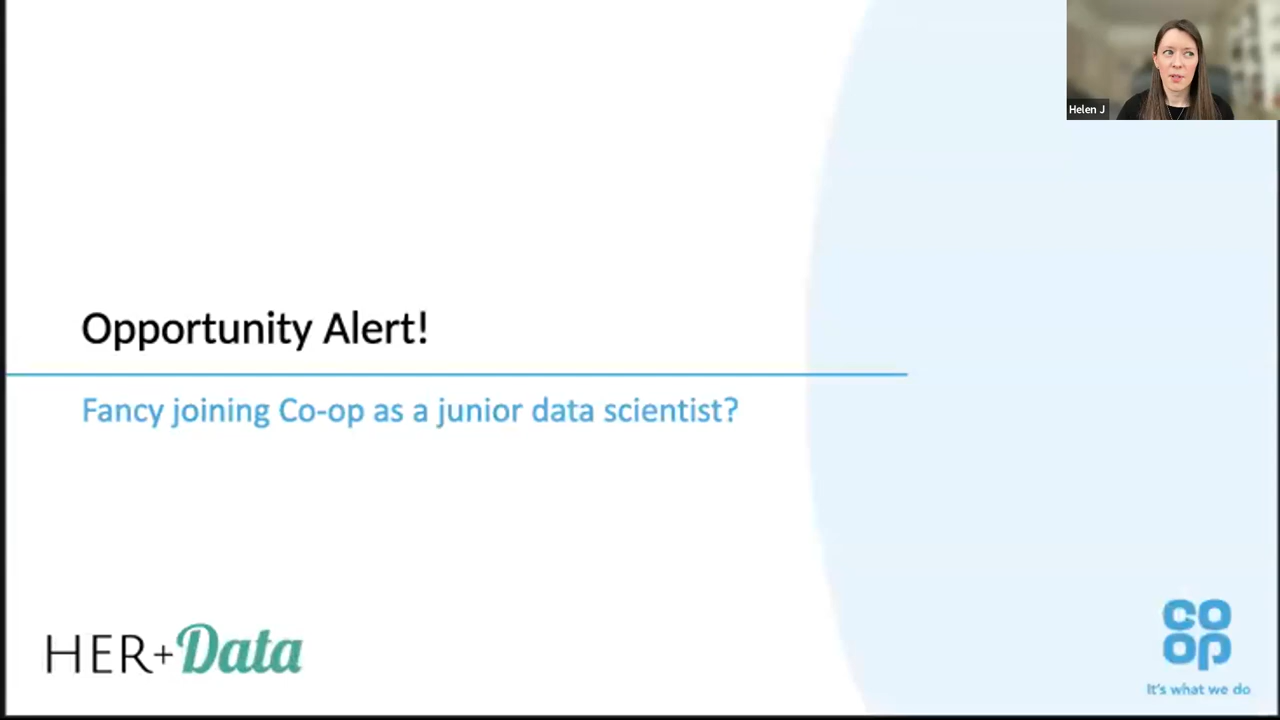 Helen J
Opportunity Alert!
Fancy joining Co-op as a junior data scientist?
HER+Data
co
op
It's what we do